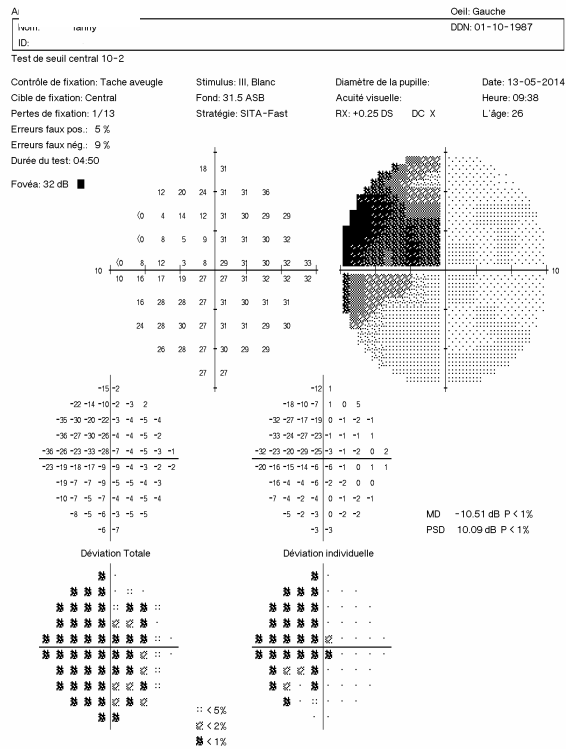 Oeil: Gauche
DDN: 01-10-1987
ID:
Test de seuil central 10-2
Contrôle de fixation: Tache aveugle
Stimulus: III, Blanc
Diamètre de la pupille:
Date: 13-05-2014
Cible de fixation: Central
Fond: 31.5 ASB
Acuité visuelle:
Heure: 09:38
Pertes de fixation: 1/13
Stratégie: SITA-Fast
RX: +0.25 DS DC X
L'âge: 26
Erreurs faux pos.: 5 %
Erreurs faux nég.: 9 %
Durée du test: 04:50
Fovéa: 32 dB
18 31
12 20 24 31 31 36
<0 4 14 12 31 30 29 29
<0 8 5 9 31 31 30 32
<0 8 12 3 8 29 31 30 32 33
10 10
10 16 17 19 27 27 31 32 32 32
16 28 28 27 31 30 31 31
24 28 30 27 31 31 29 30
26 28 27 30 29 29
27 27
-15 -2
-22 -14 -10 -2 -3 2
-35 -30 -20 -22 -3 -4 -5 -4
-36 -27 -30 -26 -4 -4 -5 -2
-36 -26 -23 -33 -28 -7 -4 -3 -3 -1
-23 -19 -18 -17 -9 -9 -4 -3 -2 -2
-19 -7 -7 -9 -5 -5 -4 -3
-10 -7 -5 -4 -4 -5 -4
-8 -5 -6 -3 -5 -5
-6 -7
-12 1
-18 -10 -7 1 0 5
-32 -27 -17 -19 0 -1 -2 -1
-33 -24 -27 -23 -1 -1 -1 1
-32 -23 -20 -29 -25 -3 -1 -2 0 2
-20 -16 -15 -14 -6 -6 -1 0 1 1
-16 -4 -4 -6 -2 -2 0 0
-7 -4 -2 -4 0 -1 -2 -1
-5 -2 -3 0 -2 -2
-3 -3
MD -10.51 dB P < 1%
PSD 10.09 dB P < 1%
Déviation Totale
Déviation individuelle
< 5%
< 2%
< 1%